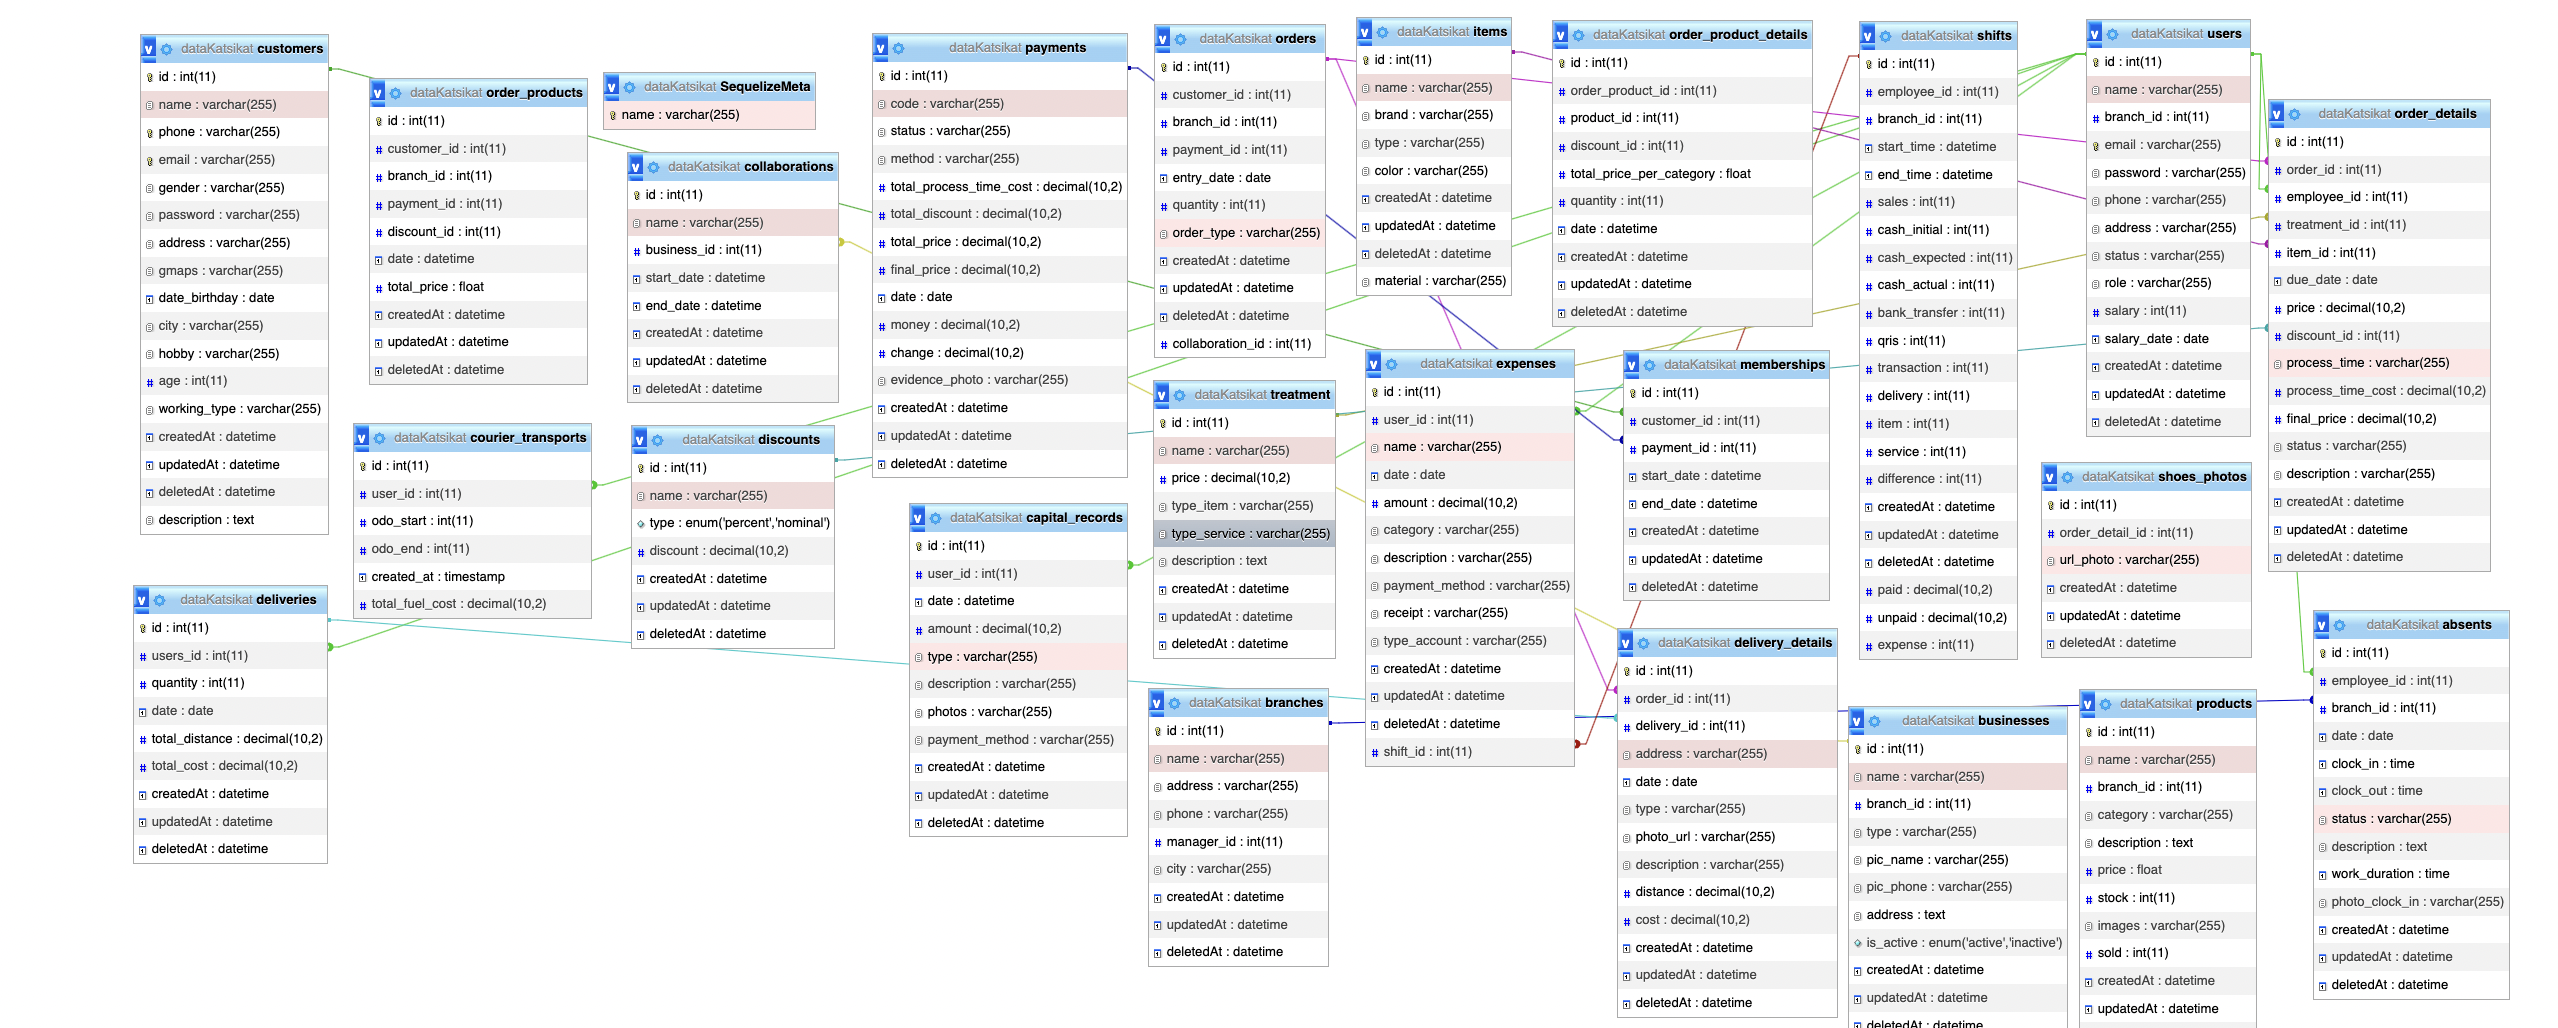 dataKatsikat customers
id : int(11)
name : varchar(255)
phone : varchar(255)
email : varchar(255)
gender : varchar(255)
password : varchar(255)
address : varchar(255)
gmaps : varchar(255)
date_birthday : date
city : varchar(255)
hobby : varchar(255)
age : int(11)
working_type : varchar(255)
createdAt : datetime
updatedAt : datetime
deletedAt : datetime
description : text
dataKatsikat order_products
id : int(11)
customer_id : int(11)
branch_id : int(11)
payment_id : int(11)
discount_id : int(11)
date : datetime
total_price : float
createdAt : datetime
updatedAt : datetime
deletedAt : datetime
dataKatsikat SequelizeMeta
name : varchar(255)
dataKatsikat collaborations
id : int(11)
name : varchar(255)
business_id : int(11)
start_date : datetime
end_date : datetime
createdAt : datetime
updatedAt : datetime
deletedAt : datetime
dataKatsikat payments
id : int(11)
code : varchar(255)
status : varchar(255)
method : varchar(255)
total_process_time_cost : decimal(10,2)
total_discount : decimal(10,2)
total_price : decimal(10,2)
final_price : decimal(10,2)
date : date
money : decimal(10,2)
change : decimal(10,2)
evidence_photo : varchar(255)
createdAt : datetime
updatedAt : datetime
deletedAt : datetime
dataKatsikat orders
id : int(11)
customer_id : int(11)
branch_id : int(11)
payment_id : int(11)
entry_date : date
quantity : int(11)
order_type : varchar(255)
createdAt : datetime
updatedAt : datetime
deletedAt : datetime
collaboration_id : int(11)
dataKatsikat items
id : int(11)
name : varchar(255)
brand : varchar(255)
type : varchar(255)
color : varchar(255)
createdAt : datetime
updatedAt : datetime
deletedAt : datetime
material : varchar(255)
dataKatsikat order_product_details
id : int(11)
order_product_id : int(11)
product_id : int(11)
discount_id : int(11)
total_price_per_category : float
quantity : int(11)
date : datetime
createdAt : datetime
updatedAt : datetime
deletedAt : datetime
dataKatsikat shifts
id : int(11)
employee_id : int(11)
branch_id : int(11)
start_time : datetime
end_time : datetime
sales : int(11)
cash_initial : int(11)
cash_expected : int(11)
cash_actual : int(11)
bank_transfer : int(11)
qris : int(11)
transaction : int(11)
delivery : int(11)
item : int(11)
service : int(11)
difference : int(11)
createdAt : datetime
updatedAt : datetime
deletedAt : datetime
paid : decimal(10,2)
unpaid : decimal(10,2)
expense : int(11)
dataKatsikat users
id : int(11)
name : varchar(255)
branch_id : int(11)
email : varchar(255)
password : varchar(255)
phone : varchar(255)
address : varchar(255)
status : varchar(255)
role : varchar(255)
salary : int(11)
salary_date : date
createdAt : datetime
updatedAt : datetime
deletedAt : datetime
dataKatsikat order_details
id : int(11)
order_id : int(11)
employee_id : int(11)
treatment_id : int(11)
item_id : int(11)
due_date : date
price : decimal(10,2)
discount_id : int(11)
process_time : varchar(255)
process_time_cost : decimal(10,2)
final_price : decimal(10,2)
status : varchar(255)
description : varchar(255)
createdAt : datetime
updatedAt : datetime
deletedAt : datetime
dataKatsikat courier_transports
id : int(11)
user_id : int(11)
odo_start : int(11)
odo_end : int(11)
created_at : timestamp
total_fuel_cost : decimal(10,2)
dataKatsikat discounts
id : int(11)
name : varchar(255)
type : enum('percent','nominal')
discount : decimal(10,2)
createdAt : datetime
updatedAt : datetime
deletedAt : datetime
dataKatsikat treatment
id : int(11)
name : varchar(255)
price : decimal(10,2)
type_item : varchar(255)
type_service : varchar(255)
description : text
createdAt : datetime
updatedAt : datetime
deletedAt : datetime
dataKatsikat expenses
id : int(11)
user_id : int(11)
name : varchar(255)
date : date
amount : decimal(10,2)
category : varchar(255)
description : varchar(255)
payment_method : varchar(255)
receipt : varchar(255)
type_account : varchar(255)
createdAt : datetime
updatedAt : datetime
deletedAt : datetime
shift_id : int(11)
dataKatsikat memberships
id : int(11)
customer_id : int(11)
payment_id : int(11)
start_date : datetime
end_date : datetime
createdAt : datetime
updatedAt : datetime
deletedAt : datetime
dataKatsikat shoes_photos
id : int(11)
order_detail_id : int(11)
url_photo : varchar(255)
createdAt : datetime
updatedAt : datetime
deletedAt : datetime
dataKatsikat deliveries
id : int(11)
users_id : int(11)
quantity : int(11)
date : date
total_distance : decimal(10,2)
total_cost : decimal(10,2)
createdAt : datetime
updatedAt : datetime
deletedAt : datetime
dataKatsikat capital_records
id : int(11)
user_id : int(11)
date : datetime
amount : decimal(10,2)
type : varchar(255)
description : varchar(255)
photos : varchar(255)
payment_method : varchar(255)
createdAt : datetime
updatedAt : datetime
deletedAt : datetime
dataKatsikat branches
id : int(11)
name : varchar(255)
address : varchar(255)
phone : varchar(255)
manager_id : int(11)
city : varchar(255)
createdAt : datetime
updatedAt : datetime
deletedAt : datetime
dataKatsikat delivery_details
id : int(11)
order_id : int(11)
delivery_id : int(11)
address : varchar(255)
date : date
type : varchar(255)
photo_url : varchar(255)
description : varchar(255)
distance : decimal(10,2)
cost : decimal(10,2)
createdAt : datetime
updatedAt : datetime
deletedAt : datetime
dataKatsikat businesses
id : int(11)
name : varchar(255)
branch_id : int(11)
type : varchar(255)
pic_name : varchar(255)
pic_phone : varchar(255)
address : text
is_active : enum('active','inactive')
createdAt : datetime
updatedAt : datetime
deletedAt : datetime
dataKatsikat products
id : int(11)
name : varchar(255)
branch_id : int(11)
category : varchar(255)
description : text
price : float
stock : int(11)
images : varchar(255)
sold : int(11)
createdAt : datetime
updatedAt : datetime
dataKatsikat absents
id : int(11)
employee_id : int(11)
branch_id : int(11)
date : date
clock_in : time
clock_out : time
status : varchar(255)
description : text
work_duration : time
photo_clock_in : varchar(255)
createdAt : datetime
updatedAt : datetime
deletedAt : datetime